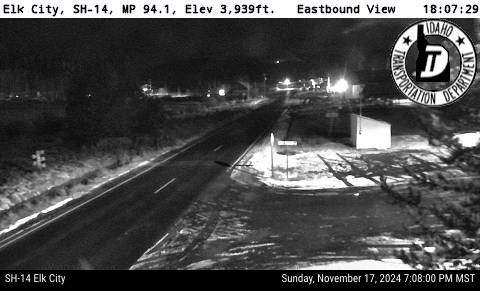 Elk City, SH-14, MP 94.1, Elev 3,939ft. Eastbound View 18:07:29
IDAHO
TRANSPORTATION DEPARTMENT
SH-14 Elk City Sunday, November 17, 2024 7:08:00 PM MST